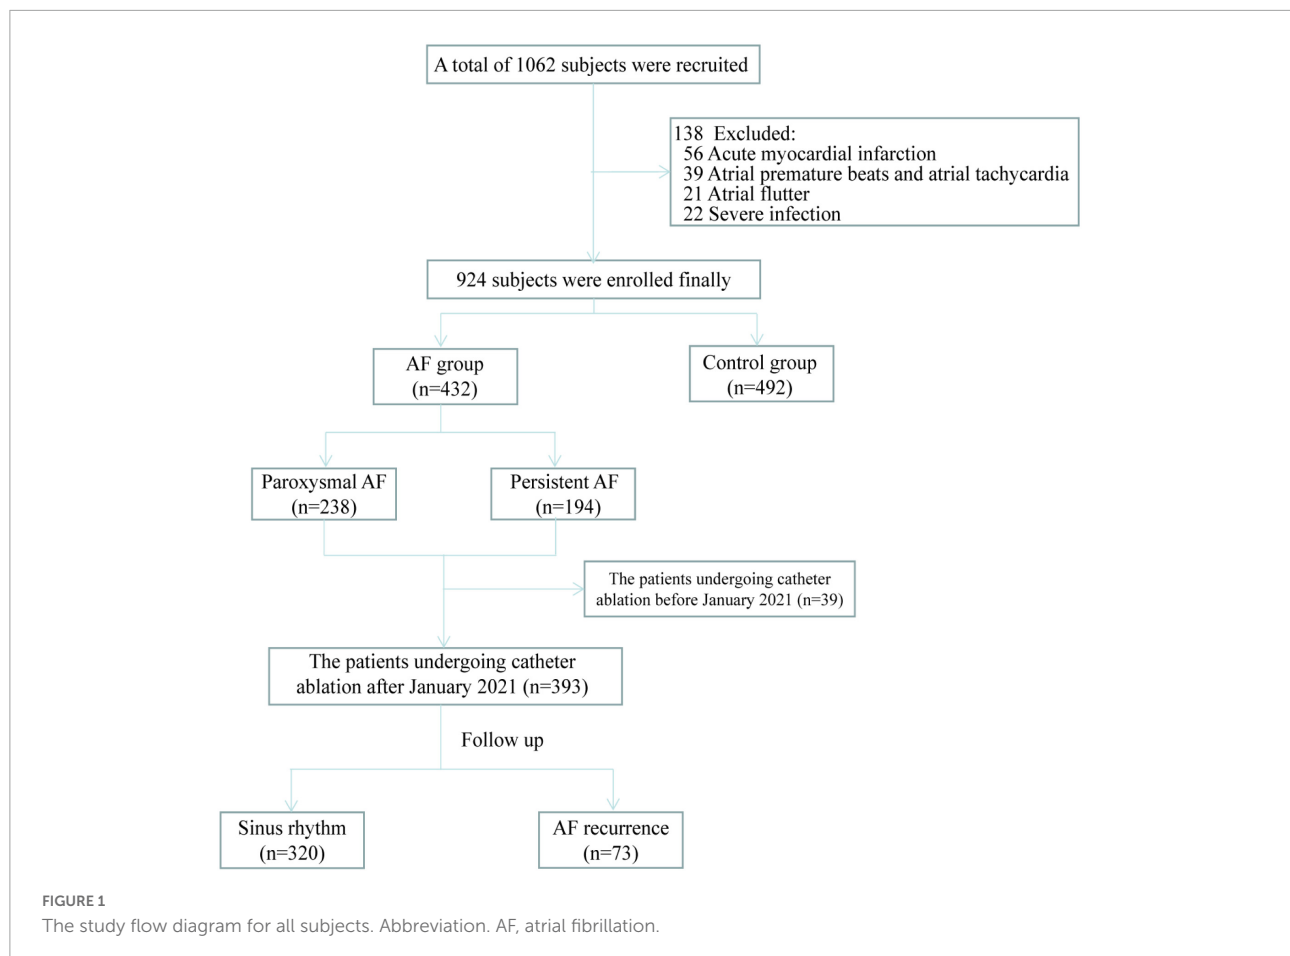 A total of 1062 subjects were recruited
138 Excluded:
56 Acute myocardial infarction
39 Atrial premature beats and atrial tachycardia
21 Atrial flutter
22 Severe infection
924 subjects were enrolled finally
AF group
(n=432)
Control group
(n=492)
Paroxysmal AF
(n=238)
Persistent AF
(n=194)
The patients undergoing catheter
ablation before January 2021 (n=39)
The patients undergoing catheter
ablation after January 2021 (n=393)
Follow up
Sinus rhythm
(n=320)
AF recurrence
(n=73)
FIGURE 1
The study flow diagram for all subjects. Abbreviation. AF, atrial fibrillation.